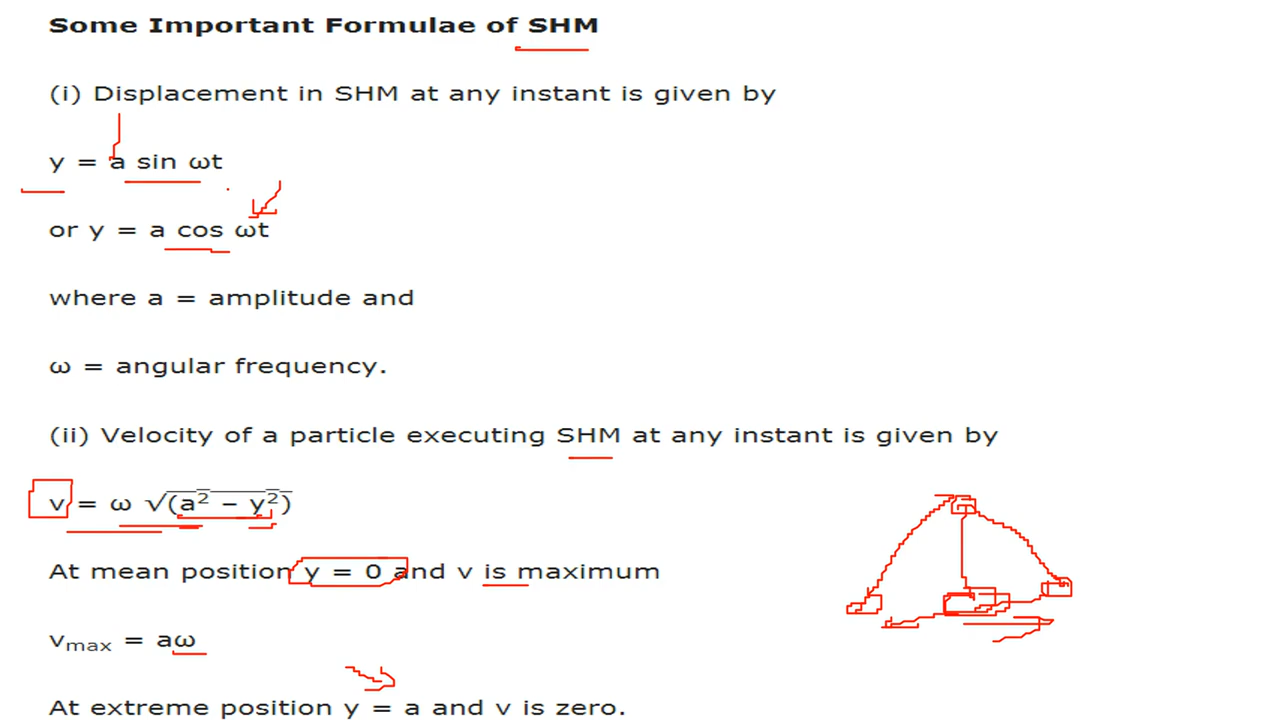 Some Important Formulae of SHM
(i) Displacement in SHM at any instant is given by
y = a sin ωt
or y = a cos ωt
where a = amplitude and
ω = angular frequency.
(ii) Velocity of a particle executing SHM at any instant is given by
v = ω √(a² – y²)
At mean position y = 0 and v is maximum
vmax = aω
At extreme position y = a and v is zero.